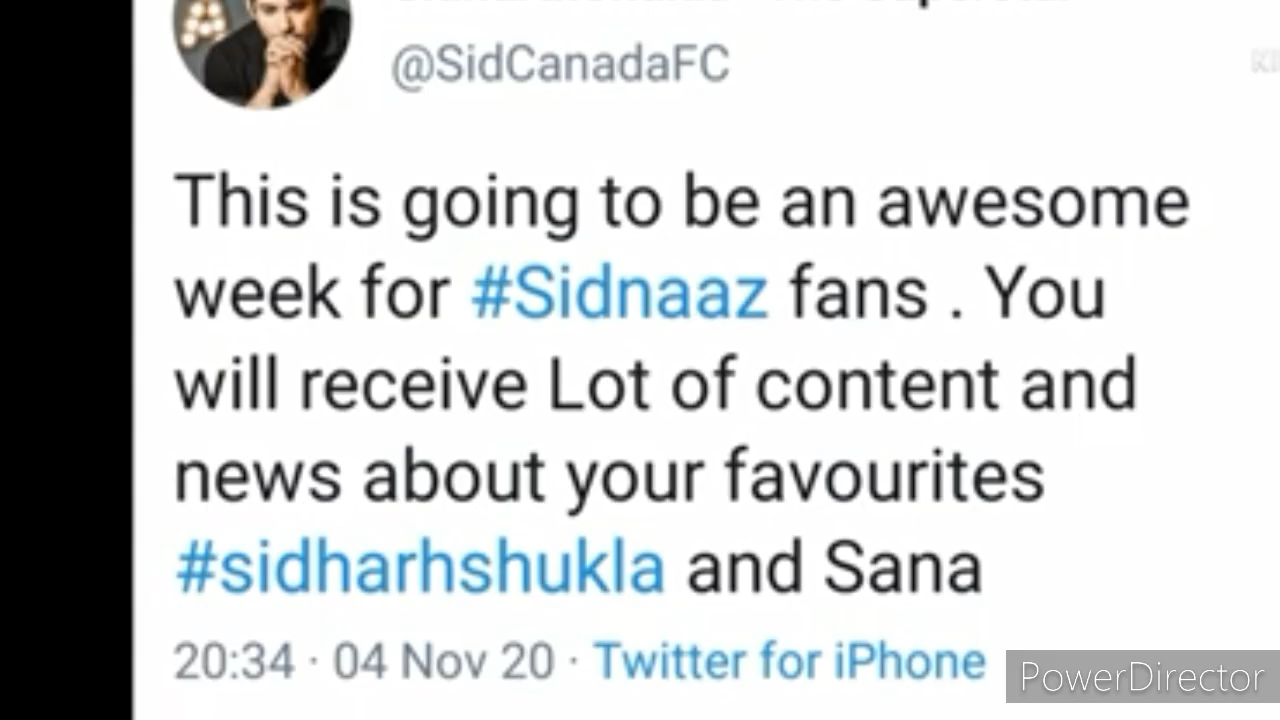 @SidCanadaFC
This is going to be an awesome
week for #Sidnaaz fans . You
will receive Lot of content and
news about your favourites
#sidharhshukla and Sana
20:34 · 04 Nov 20 · Twitter for iPhone
PowerDirector